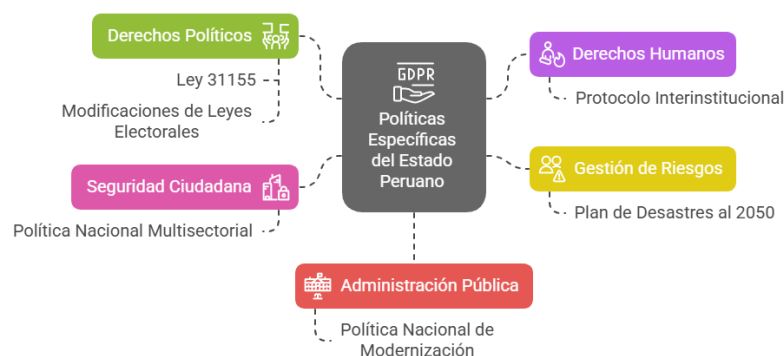 Derechos Políticos
Ley 31155
Modificaciones de Leyes
Electorales
Seguridad Ciudadana
Política Nacional Multisectorial
GDPR
Políticas
Específicas
del Estado
Peruano
Derechos Humanos
Protocolo Interinstitucional
Gestión de Riesgos
Plan de Desastres al 2050
Administración Pública
Política Nacional de
Modernización